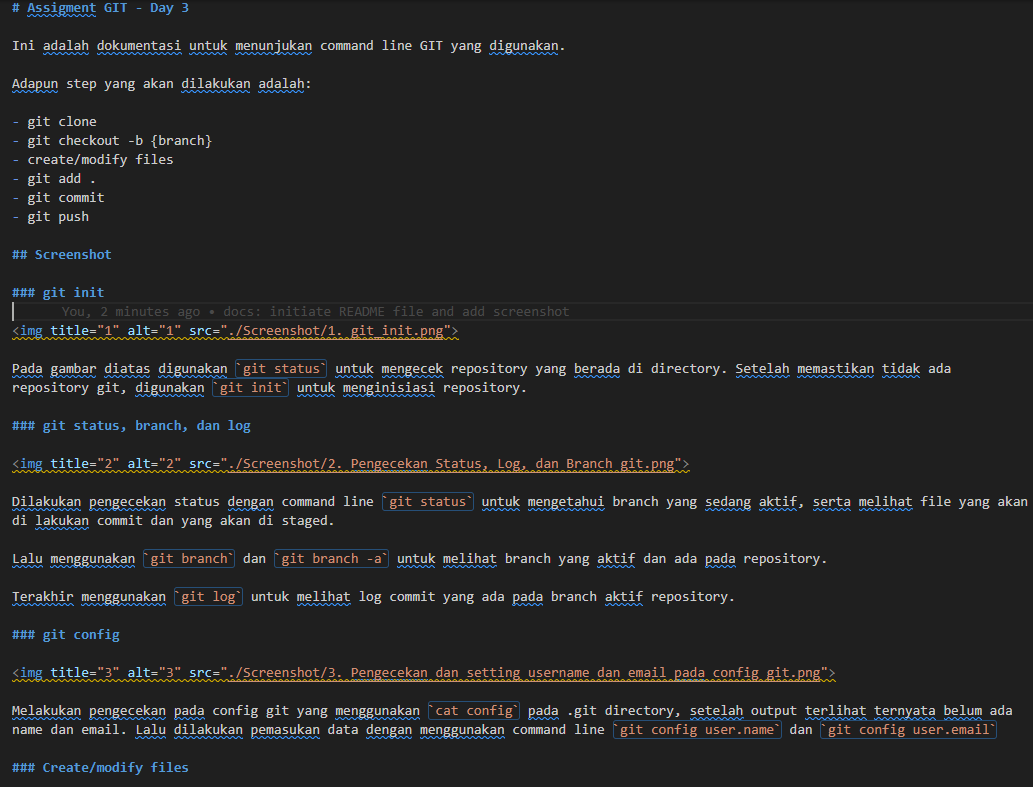 # Assigment GIT - Day 3
Ini adalah dokumentasi untuk menunjukan command line GIT yang digunakan.
Adapun step yang akan dilakukan adalah:
- git clone
- git checkout -b {branch}
- create/modify files
- git add .
- git commit
- git push
## Screenshot
### git init
You, 2 minutes ago • docs: initiate README file and add screenshot
<img title="1" alt="1" src="./Screenshot/1. git init.png">
Pada gambar diatas digunakan `git status` untuk mengecek repository yang berada di directory. Setelah memastikan tidak ada
repository git, digunakan `git init` untuk menginisiasi repository.
### git status, branch, dan log
<img title="2" alt="2" src="./Screenshot/2. Pengecekan Status, Log, dan Branch git.png">
Dilakukan pengecekan status dengan command line `git status` untuk mengetahui branch yang sedang aktif, serta melihat file yang akan
di lakukan commit dan yang akan di staged.
Lalu menggunakan `git branch` dan `git branch -a` untuk melihat branch yang aktif dan ada pada repository.
Terakhir menggunakan `git log` untuk melihat log commit yang ada pada branch aktif repository.
### git config
<img title="3" alt="3" src="./Screenshot/3. Pengecekan dan setting username dan email pada config git.png">
Melakukan pengecekan pada config git yang menggunakan `cat config` pada .git directory, setelah output terlihat ternyata belum ada
name dan email. Lalu dilakukan pemasukan data dengan menggunakan command line `git config user.name` dan `git config user.email`
### Create/modify files